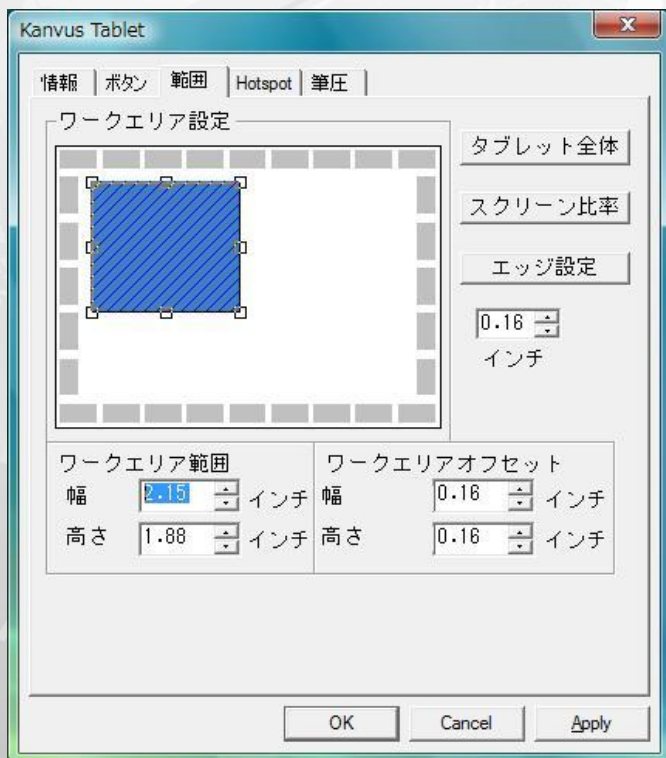 Kanvus Tablet
情報 ボタン 範囲 Hotspot 筆圧
ワークエリア設定
タブレット全体
スクリーン比率
エッジ設定
0.16
インチ
ワークエリア範囲
幅 2.15 インチ
高さ 1.88 インチ
ワークエリアオフセット
幅 0.16 インチ
高さ 0.16 インチ
OK Cancel Apply